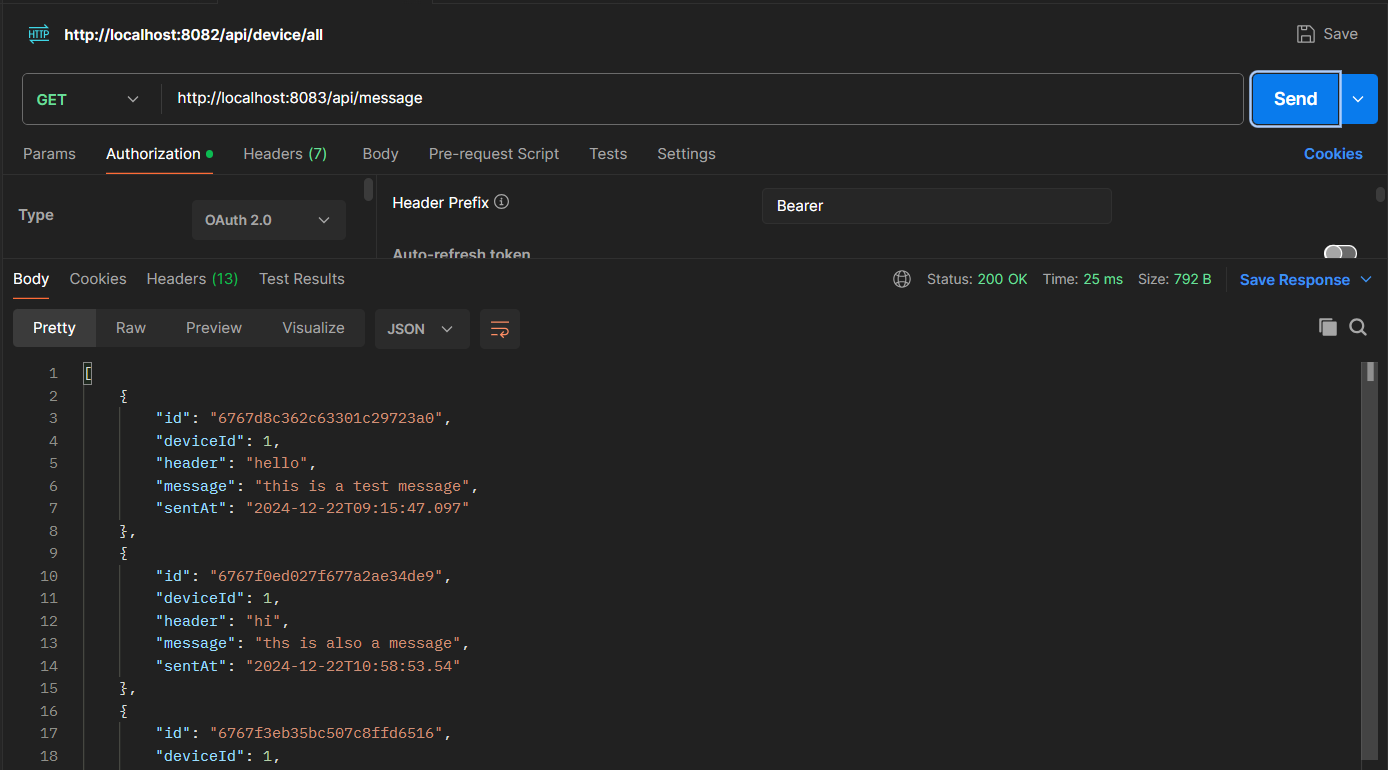 HTTP http://localhost:8082/api/device/all Save
GET http://localhost:8083/api/message Send
Params Authorization Headers (7) Body Pre-request Script Tests Settings Cookies
Type OAuth 2.0
Header Prefix Bearer
Auto-refresh token
Body Cookies Headers (13) Test Results Status: 200 OK Time: 25 ms Size: 792 B Save Response
Pretty Raw Preview Visualize JSON
1 [
2 {
3 "id": "6767d8c362c63301c29723a0",
4 "deviceId": 1,
5 "header": "hello",
6 "message": "this is a test message",
7 "sentAt": "2024-12-22T09:15:47.097"
8 },
9 {
10 "id": "6767f0ed027f677a2ae34de9",
11 "deviceId": 1,
12 "header": "hi",
13 "message": "ths is also a message",
14 "sentAt": "2024-12-22T10:58:53.54"
15 },
16 {
17 "id": "6767f3eb35bc507c8ffd6516",
18 "deviceId": 1,